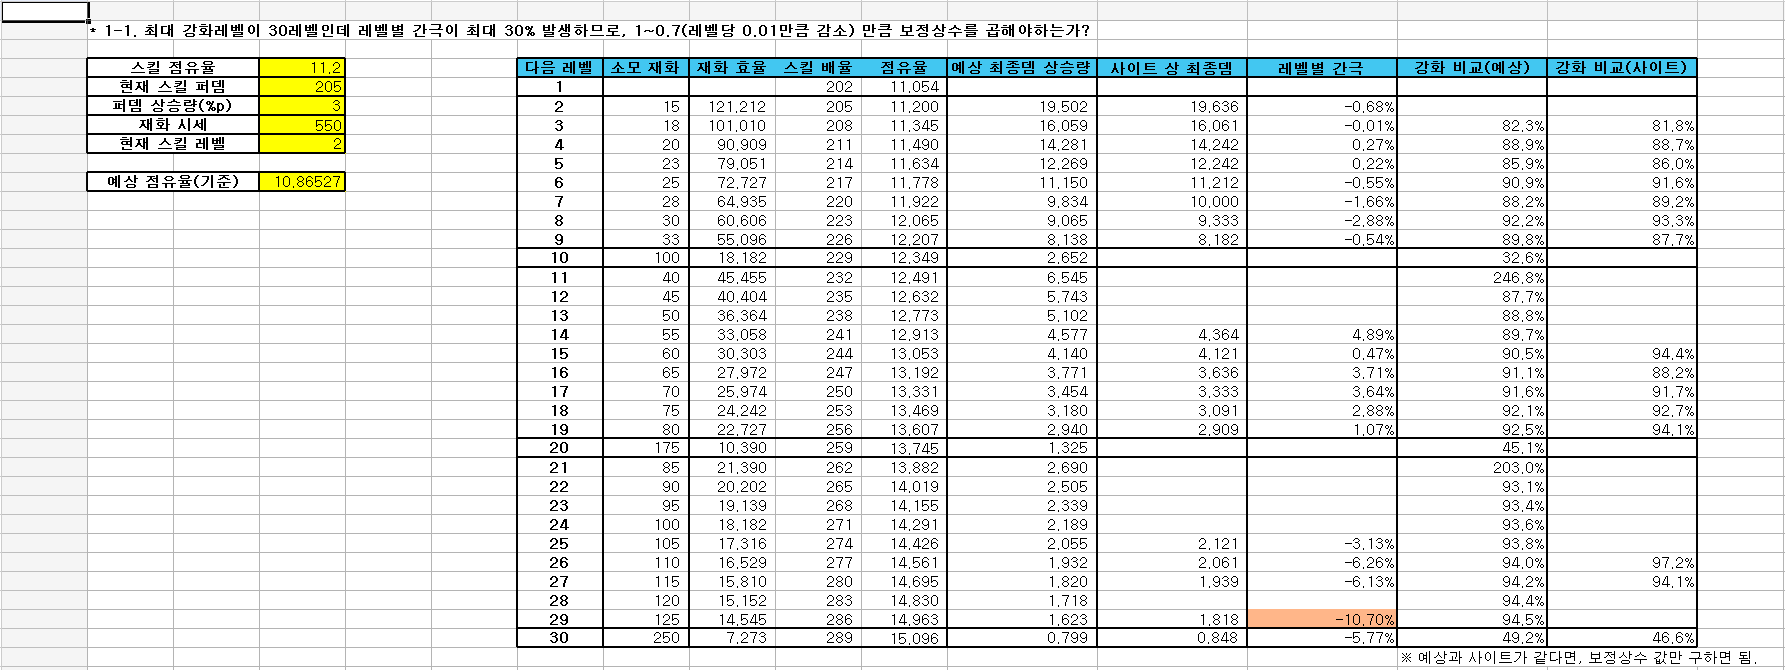 * 1-1. 최대 강화레벨이 30레벨인데 레벨별 간극이 최대 30% 발생하므로, 1~0.7(레벨당 0.01만큼 감소) 만큼 보정상수를 곱해야하는가?
스킬 점유율 11.2
현재 스킬 퍼뎀 205
퍼뎀 상승량(%p) 3
재화 시세 550
현재 스킬 레벨 2
예상 점유율(기준) 10.86527
다음 레벨 소모 재화 재화 효율 스킬 배율 점유율 예상 최종뎀 상승량 사이트 상 최종뎀 레벨별 간극 강화 비교(예상) 강화 비교(사이트)
1 202 11.054
2 15 121.212 205 11.200 19.502 19.636 -0.68%
3 18 101.010 208 11.345 16.059 16.061 -0.01% 82.3% 81.8%
4 20 90.909 211 11.490 14.281 14.242 0.27% 88.9% 88.7%
5 23 79.051 214 11.634 12.269 12.242 0.22% 85.9% 86.0%
6 25 72.727 217 11.778 11.150 11.212 -0.55% 90.9% 91.6%
7 28 64.935 220 11.922 9.834 10.000 -1.66% 88.2% 89.2%
8 30 60.606 223 12.065 9.065 9.333 -2.88% 92.2% 93.3%
9 33 55.096 226 12.207 8.138 8.182 -0.54% 89.8% 87.7%
10 100 18.182 229 12.349 2.652 32.6%
11 40 45.455 232 12.491 6.545 246.8%
12 45 40.404 235 12.632 5.743 87.7%
13 50 36.364 238 12.773 5.102 88.8%
14 55 33.058 241 12.913 4.577 4.364 4.89% 89.7%
15 60 30.303 244 13.053 4.140 4.121 0.47% 90.5% 94.4%
16 65 27.972 247 13.192 3.771 3.636 3.71% 91.1% 88.2%
17 70 25.974 250 13.331 3.454 3.333 3.64% 91.6% 91.7%
18 75 24.242 253 13.469 3.180 3.091 2.88% 92.1% 92.7%
19 80 22.727 256 13.607 2.940 2.909 1.07% 92.5% 94.1%
20 175 10.390 259 13.745 1.325 45.1%
21 85 21.390 262 13.882 2.690 203.0%
22 90 20.202 265 14.019 2.505 93.1%
23 95 19.139 268 14.155 2.339 93.4%
24 100 18.182 271 14.291 2.189 93.6%
25 105 17.316 274 14.426 2.055 2.121 -3.13% 93.8%
26 110 16.529 277 14.561 1.932 2.061 -6.26% 94.0% 97.2%
27 115 15.810 280 14.695 1.820 1.939 -6.13% 94.2% 94.1%
28 120 15.152 283 14.830 1.718 94.4%
29 125 14.545 286 14.963 1.623 1.818 -10.70% 94.5%
30 250 7.273 289 15.096 0.799 0.848 -5.77% 49.2% 46.6%
※ 예상과 사이트가 같다면, 보정상수 값만 구하면 됨.